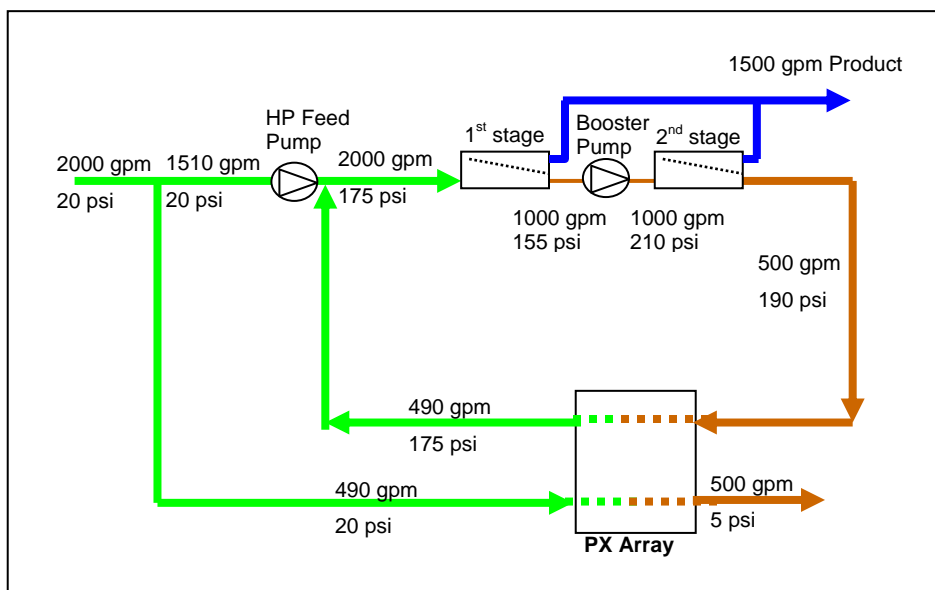 1500 gpm Product
HP Feed
Pump
1st stage
Booster
Pump
2nd stage
2000 gpm
20 psi
1510 gpm
20 psi
2000 gpm
175 psi
1000 gpm
155 psi
1000 gpm
210 psi
500 gpm
190 psi
490 gpm
175 psi
490 gpm
20 psi
500 gpm
5 psi
PX Array